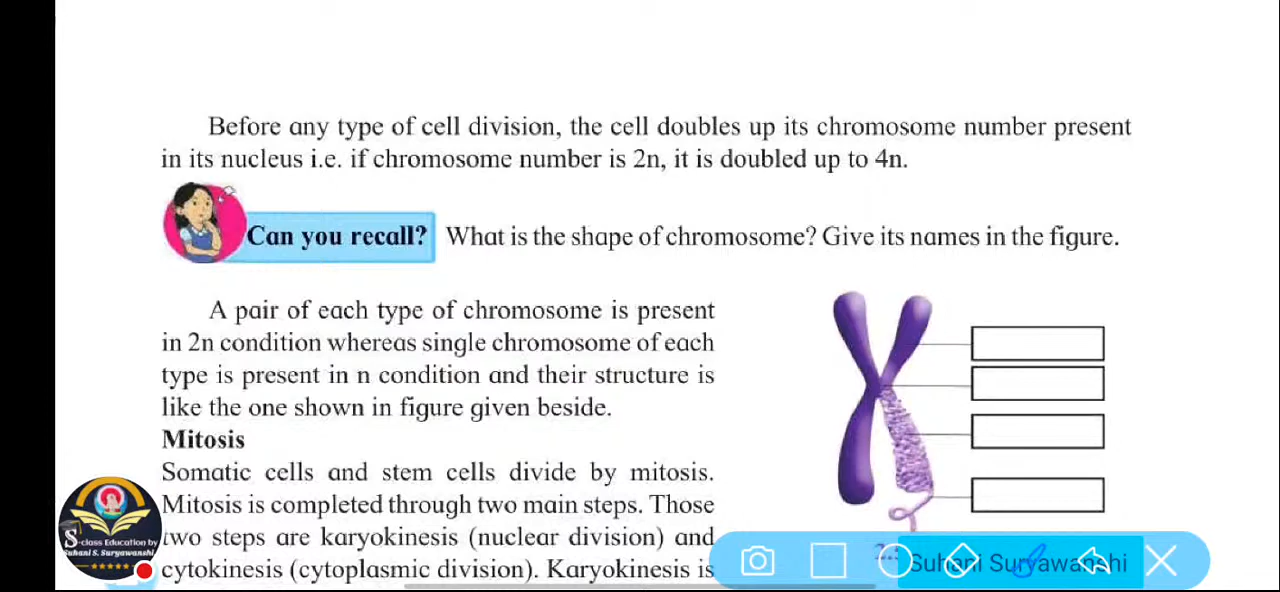 Before any type of cell division, the cell doubles up its chromosome number present
in its nucleus i.e. if chromosome number is 2n, it is doubled up to 4n.
Can you recall? What is the shape of chromosome? Give its names in the figure.
A pair of each type of chromosome is present
in 2n condition whereas single chromosome of each
type is present in n condition and their structure is
like the one shown in figure given beside.
Mitosis
Somatic cells and stem cells divide by mitosis.
Mitosis is completed through two main steps. Those
two steps are karyokinesis (nuclear division) and
cytokinesis (cytoplasmic division). Karyokinesis is
S-class Education by
Suhani S. Suryawanshi
Suhani Suryawanshi